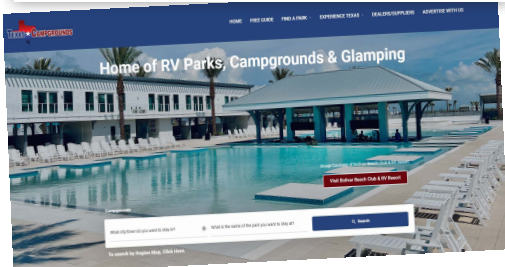 HOME FREE GUIDE FIND A PARK EXPERIENCE TEXAS DEALERS/SUPPLIERS ADVERTISE WITH US
TEXAS CAMPGROUNDS
Home of RV Parks, Campgrounds & Glamping
Visit Bolivar Beach Club & RV Resort
What city/town do you want to stay in? What is the name of the park you want to stay at? Search
To search by Region Map, Click Here.